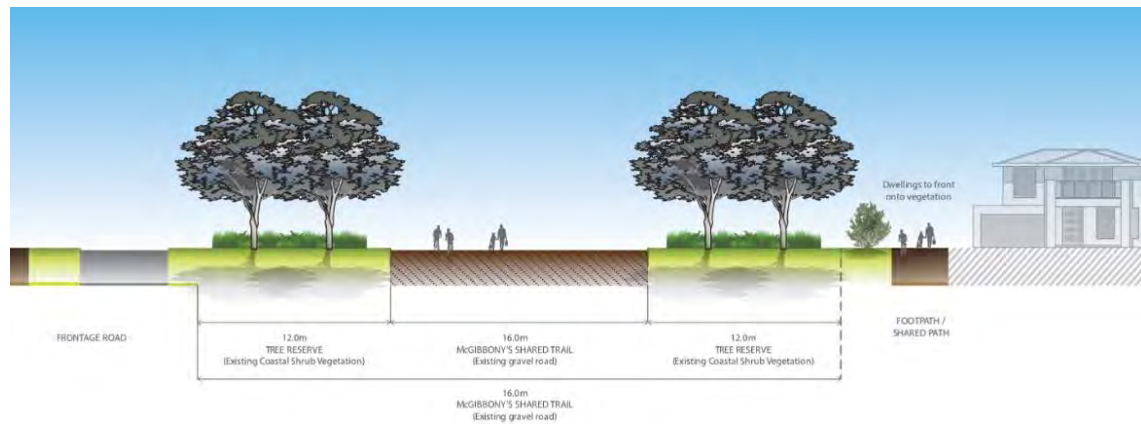 Dwellings to front
onto vegetation
FRONTAGE ROAD
12.0m
TREE RESERVE
(Existing Coastal Shrub Vegetation)
16.0m
McGIBBONY'S SHARED TRAIL
(Existing gravel road)
12.0m
TREE RESERVE
(Existing Coastal Shrub Vegetation)
FOOTPATH /
SHARED PATH
16.0m
McGIBBONY'S SHARED TRAIL
(Existing gravel road)